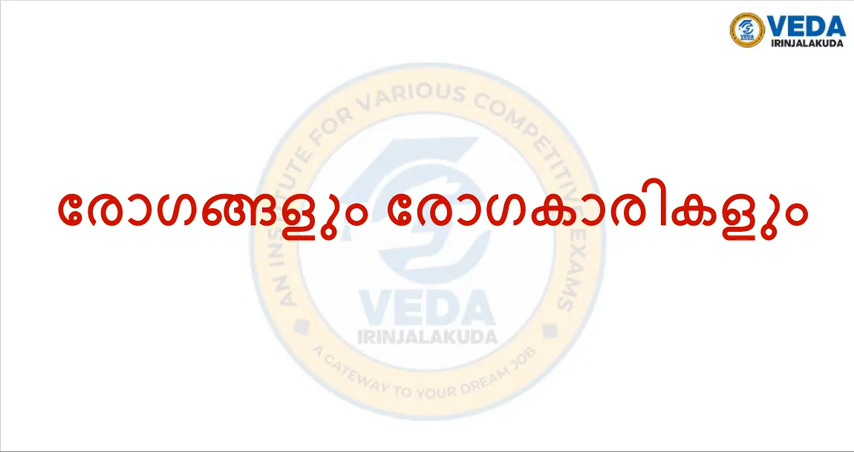 VEDA
IRINJALAKUDA
AN INSTITUTE FOR VARIOUS COMPETITIVE EXAMS
രോഗങ്ങളും രോഗകാരികളും
VEDA
IRINJALAKUDA
A GATEWAY TO YOUR DREAM JOB